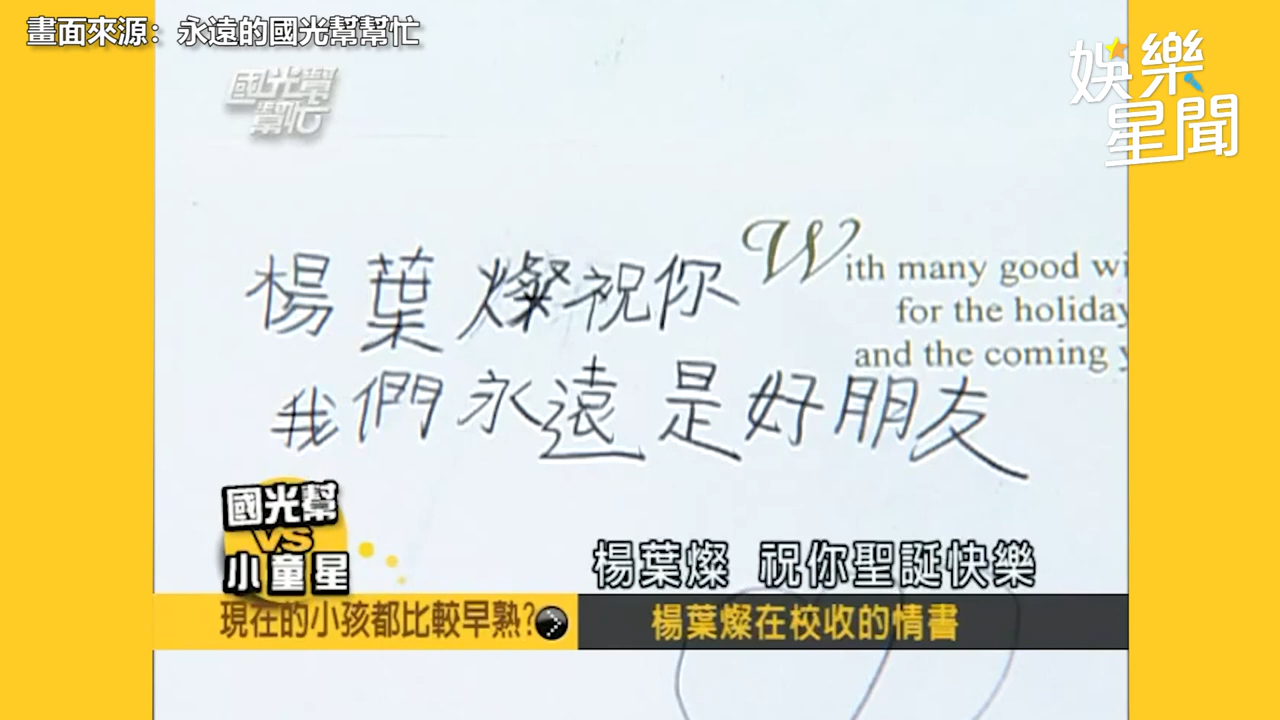 畫面來源：永遠的國光幫幫忙
娛樂
星聞
國光幫
幫忙
楊葉燦祝你
With many good wi
for the holiday
and the coming y
我們永遠是好朋友
國光幫
VS
小童星
楊葉燦 祝你聖誕快樂
現在的小孩都比較早熟?
楊葉燦在校收的情書